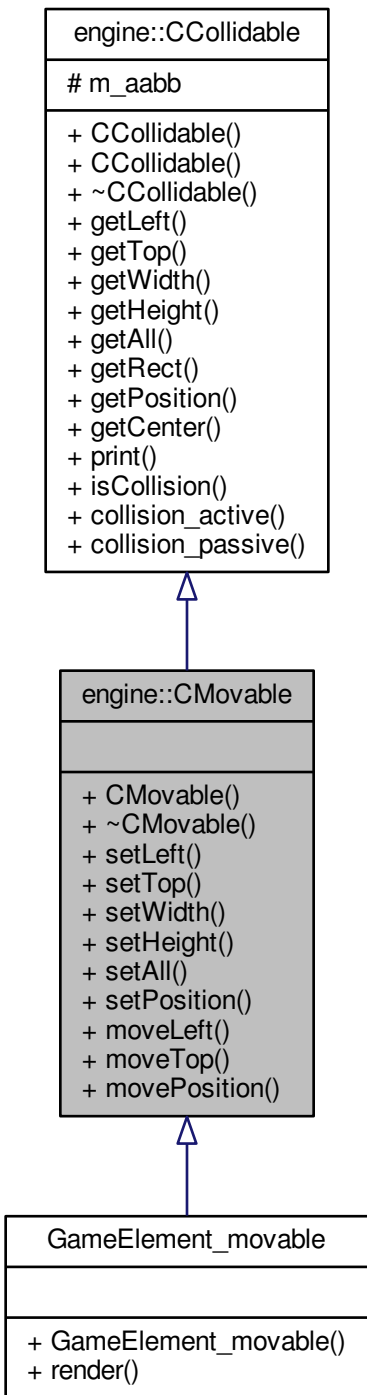 engine::CCollidable
# m_aabb
+ CCollidable()
+ CCollidable()
+ ~CCollidable()
+ getLeft()
+ getTop()
+ getWidth()
+ getHeight()
+ getAll()
+ getRect()
+ getPosition()
+ getCenter()
+ print()
+ isCollision()
+ collision_active()
+ collision_passive()
engine::CMovable
+ CMovable()
+ ~CMovable()
+ setLeft()
+ setTop()
+ setWidth()
+ setHeight()
+ setAll()
+ setPosition()
+ moveLeft()
+ moveTop()
+ movePosition()
GameElement_movable
+ GameElement_movable()
+ render()